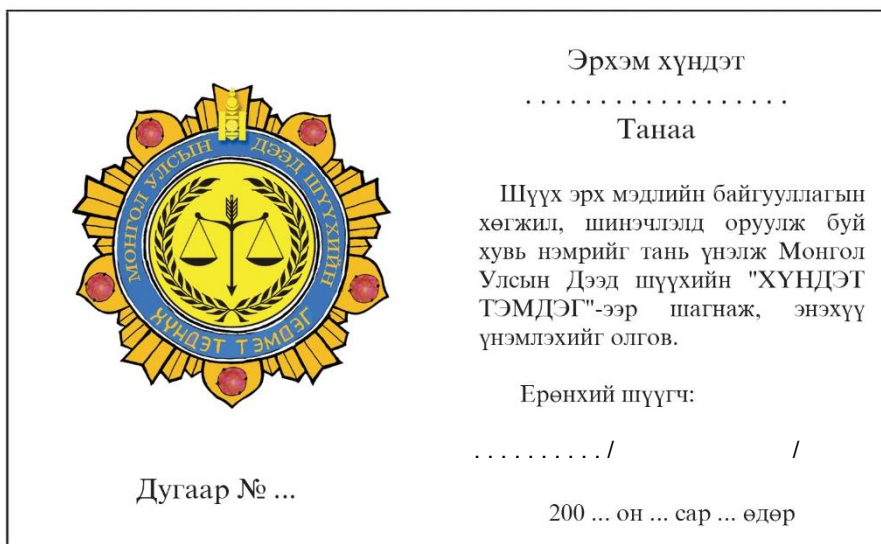 МОНГОЛ УЛСЫН ДЭЭД ШҮҮХИЙН
ХҮНДЭТ ТЭМДЭГ
Дугаар № ...
Эрхэм хүндэт
. . . . . . . . . . . . . . . . . .
Танаа
Шүүх эрх мэдлийн байгууллагын
хөгжил, шинэчлэлд оруулж буй
хувь нэмрийг тань үнэлж Монгол
Улсын Дээд шүүхийн "ХҮНДЭТ
ТЭМДЭГ"-ээр шагнаж, энэхүү
үнэмлэхийг олгов.
Ерөнхий шүүгч:
. . . . . . . . . . / /
200 ... он ... сар ... өдөр